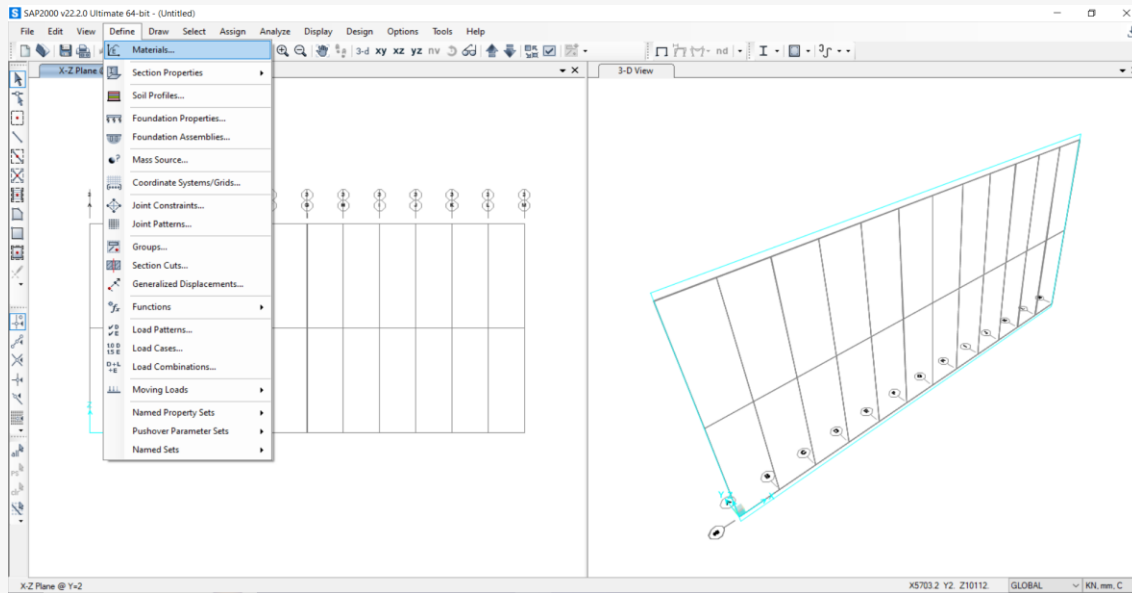 SAP2000 v22.2.0 Ultimate 64-bit - (Untitled)
File Edit View Define Draw Select Assign Analyze Display Design Options Tools Help
3-d xy xz yz nv nd
X-Z Plane
3-D View
Materials...
Section Properties
Soil Profiles...
Foundation Properties...
Foundation Assemblies...
Mass Source...
Coordinate Systems/Grids...
Joint Constraints...
Joint Patterns...
Groups...
Section Cuts...
Generalized Displacements...
Functions
Load Patterns...
Load Cases...
Load Combinations...
Moving Loads
Named Property Sets
Pushover Parameter Sets
Named Sets
X-Z Plane @ Y=2
X5703.2 Y2. Z10112. GLOBAL KN, mm, C